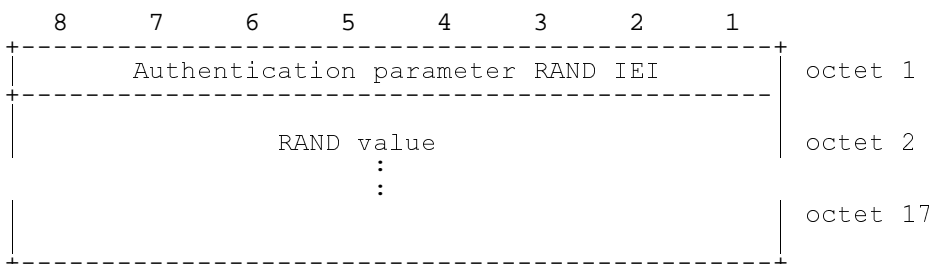 8 7 6 5 4 3 2 1
Authentication parameter RAND IEI octet 1
RAND value octet 2
:
:
octet 17